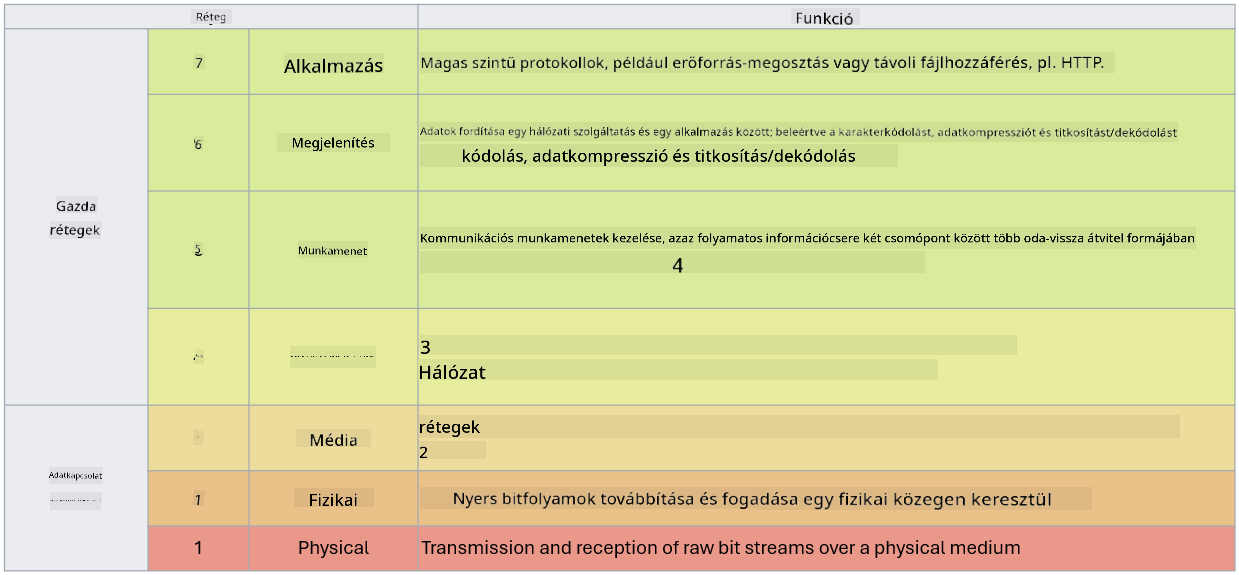 Réteg
Funkció
Gazda
rétegek
7
Alkalmazás
Magas szintű protokollok, például erőforrás-megosztás vagy távoli fájlhozzáférés, pl. HTTP.
6
Megjelenítés
Adatok fordítása egy hálózati szolgáltatás és egy alkalmazás között; beleértve a karakterkódolást, adatkompressziót és titkosítást/dekódolást
kódolás, adatkompresszió és titkosítás/dekódolás
5
Munkamenet
Kommunikációs munkamenetek kezelése, azaz folyamatos információcsere két csomópont között több oda-vissza átvitel formájában
4
3
Hálózat
Adatkapcsolat
Média
rétegek
2
1
Fizikai
Nyers bitfolyamok továbbítása és fogadása egy fizikai közegen keresztül
1
Physical
Transmission and reception of raw bit streams over a physical medium